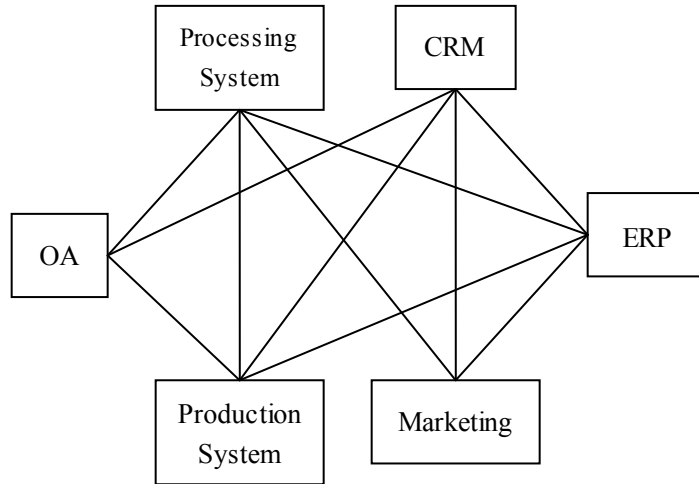 Processing
System
CRM
OA
ERP
Production
System
Marketing